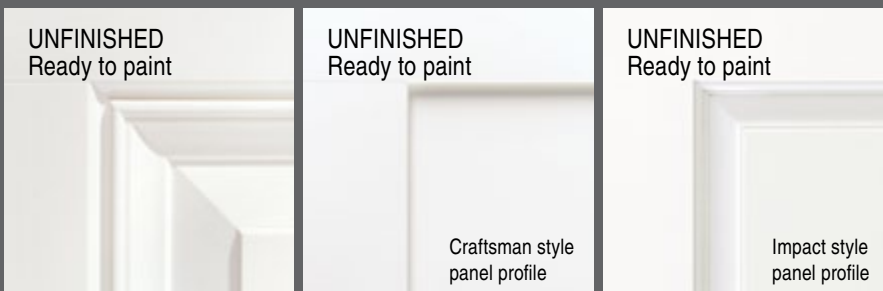 UNFINISHED
Ready to paint
UNFINISHED
Ready to paint
Craftsman style
panel profile
UNFINISHED
Ready to paint
Impact style
panel profile